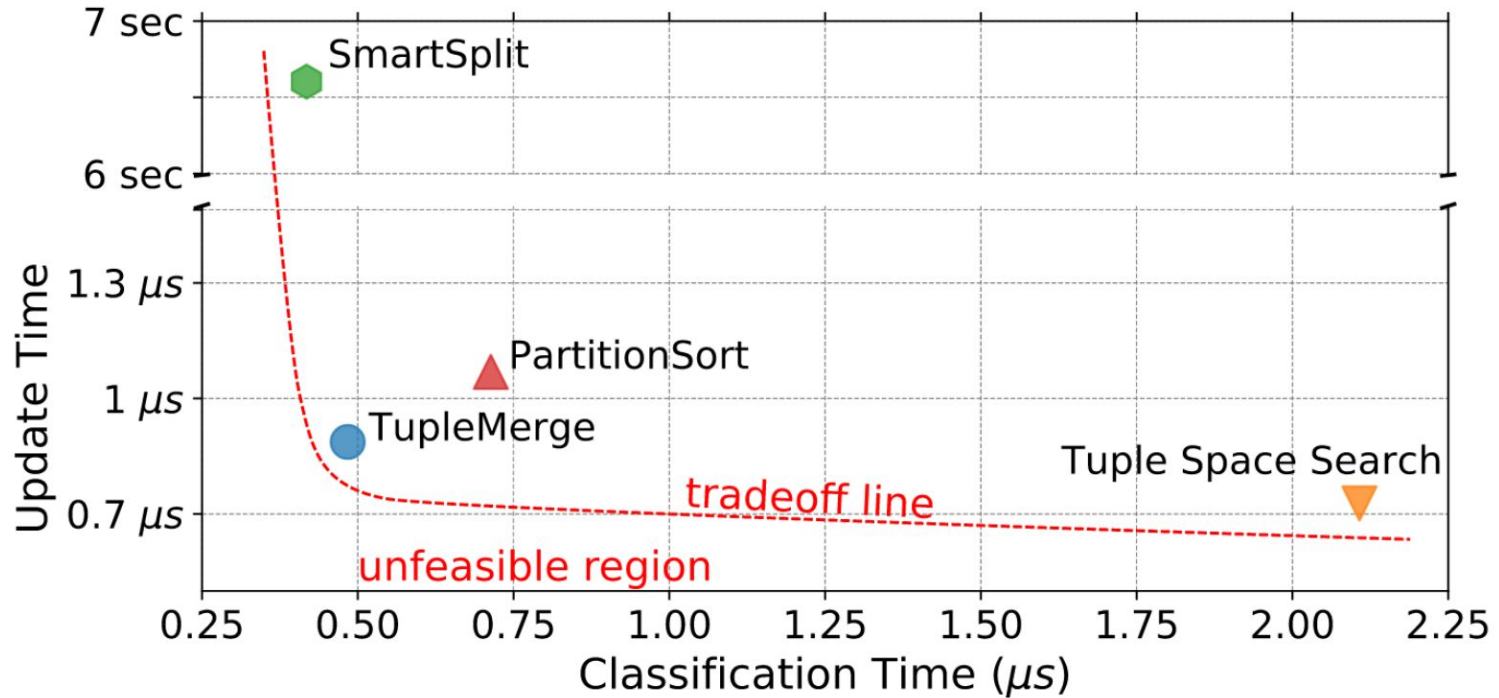 7 sec
SmartSplit
6 sec
Update Time
1.3 μs
PartitionSort
1 μs
TupleMerge
Tuple Space Search
0.7 μs
tradeoff line
unfeasible region
0.25 0.50 0.75 1.00 1.25 1.50 1.75 2.00 2.25
Classification Time (μs)